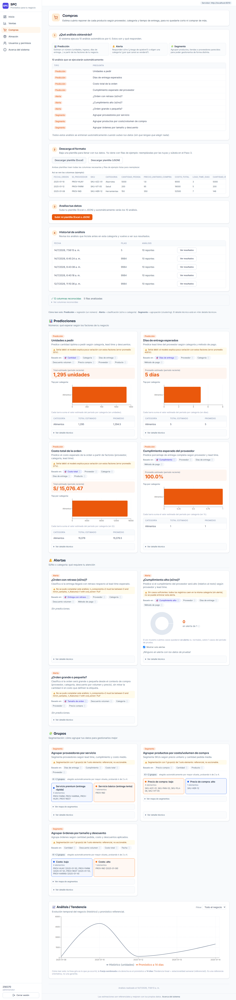 SPC
SPC
Pronóstico para tu negocio
Servidor: http://localhost:8010
Inicio
Ventas
Compras
Almacén
Usuarios y permisos
Acerca del sistema
Compras
Estima cuánto reponer de cada producto según proveedor, categoría y tiempo de entrega, para no quedarte corto ni comprar de más.
1
¿Qué análisis obtendrás?
El sistema ejecuta 10 análisis automáticos por ti. Estos son y qué responden.
Predicción
Estiman un número (unidades, ingreso, días de entrega...) a partir de los factores de tu negocio.
Alerta
Responden sí/no (¿riesgo de quiebre?) o eligen una categoría (¿por qué canal se venderá?).
Segmento
Agrupan productos, tiendas o proveedores parecidos para poder gestionarlos de forma distinta.
10 análisis que se ejecutarán automáticamente:
TIPO PREGUNTA
Predicción Unidades a pedir
Predicción Días de entrega esperados
Predicción Costo total de la orden
Predicción Cumplimiento esperado del proveedor
Alerta ¿Orden con retraso (sí/no)?
Alerta ¿Cumplimiento alto (sí/no)?
Alerta ¿Orden grande o pequeña?
Segmento Agrupar proveedores por servicio
Segmento Agrupar productos por costo/volumen de compra
Segmento Agrupar órdenes por tamaño y descuento
Todos estos análisis se entrenan automáticamente cuando subes tus datos (sin que tengas que elegir nada).
2
Descarga el formato
Baja una plantilla para llenar con tus datos. Ya viene con filas de ejemplo: reemplázalas por las tuyas y súbela en el Paso 3.
Descargar plantilla (Excel) Descargar plantilla (JSON)
Ambas plantillas traen todas las columnas necesarias y filas de ejemplo listas para reemplazar.
Así se ven las columnas (ejemplo):
FECHA_ORDEN ID_PROVEEDOR SKU CATEGORIA CANTIDAD_PEDIDA PRECIO_UNITARIO_COMPRA COSTO_TOTAL LEAD_TIME_DIAS CANTIDAD_R
2025-01-10 PROV-HUAY SKU-AZC-01 Abarrotes 5000 1.8 9000 3 5000
2025-01-08 PROV-FARM SKU-VIT-05 Salud 200 95 19000 5 200
2025-01-08 PROV-IND SKU-HER-12 Herramientas 150 350 52500 7 148
3
Analiza tus datos
Sube tu plantilla (Excel o JSON) y automáticamente verás los 10 análisis.
Subir mi plantilla (Excel o JSON)
4
Historial de análisis
Revisa los análisis que hiciste antes en esta categoría y vuelve a ver sus resultados.
FECHA FILAS ANÁLISIS
14/7/2026, 7:56:13 a. m. 5 10 reportes Ver resultados
14/7/2026, 6:45:24 a. m. 9984 10 reportes Ver resultados
14/7/2026, 6:43:38 a. m. 9984 10 reportes Ver resultados
14/7/2026, 6:40:18 a. m. 9984 10 reportes Ver resultados
12/7/2026, 11:10:36 p. m. 9984 10 reportes Ver resultados
✓ 12 columnas reconocidas 5 filas analizadas
▶ Ver columnas reconocidas
Cómo leer esto: Predicción = regresión (un número) · Alerta = clasificación (sí/no o categoría) · Segmento = agrupación (clustering). El detalle técnico está en «Ver detalle técnico».
Predicciones
Números: qué esperar según los factores de tu negocio
Predicción
Unidades a pedir
Predice cantidad óptima a pedir según categoría, lead time y descuentos.
Señal débil: el modelo explica poca variación con estos factores (error promedio 35%).
Basado en: Cantidad Categoría Días de entrega
Descuento volumen Precio compra Proveedor Producto
Total estimado (periodo reciente)
1,295 unidades
Top por categoría:
Alimentos
0 350 700 1050 1400
Cada barra suma el valor estimado del periodo por categoría (en unidades).
CATEGORÍA TOTAL ESTIMADO PROMEDIO
Alimentos 1,295 1,294.5
▶ Ver detalle técnico
Predicción
Días de entrega esperados
Predice lead time del proveedor según categoría y método de pago.
Señal débil: el modelo explica poca variación con estos factores (error promedio 400%).
Basado en: Días de entrega Proveedor Categoría
Método de pago
Promedio estimado (periodo reciente)
5 días
Top por categoría:
Alimentos
0 2 4 6 8
Cada barra suma el valor estimado del periodo por categoría (en días).
CATEGORÍA TOTAL ESTIMADO PROMEDIO
Alimentos 5 5
▶ Ver detalle técnico
Predicción
Costo total de la orden
Predice el costo esperado de la orden a partir de factores (proveedor, categoría, lead time).
Señal débil: el modelo explica poca variación con estos factores (error promedio 37%).
Basado en: Costo total Proveedor Categoría
Días de entrega Producto
Total estimado (periodo reciente)
S/ 15,076.47
Top por categoría:
Alimentos
0 4000 8000 12000 16000
Cada barra suma el valor estimado del periodo por categoría (en S/).
CATEGORÍA TOTAL ESTIMADO PROMEDIO
Alimentos 15,076 15,076.5
▶ Ver detalle técnico
Predicción
Cumplimiento esperado del proveedor
Predice porcentaje de entrega completa según proveedor y lead time.
Basado en: Cumplimiento Proveedor Días de entrega
Método de pago
Promedio estimado (periodo reciente)
100.0%
Top por categoría:
Alimentos
0 0.25 0.5 0.75 1
Cada barra suma el valor estimado del periodo por categoría (en %).
CATEGORÍA TOTAL ESTIMADO PROMEDIO
Alimentos 1 1
▶ Ver detalle técnico
Alertas
Sí/No o categoría: qué requiere tu atención
Alerta
¿Orden con retraso (sí/no)?
Clasifica si la orden llegará con retraso respecto al lead time esperado.
No se pudo completar este análisis: n_components=2 must be between 0 and min(n_samples, n_features)=1 with svd_solver='full'
Basado en: Entrega con retraso Proveedor Categoría
Descuento volumen Método de pago
Sin predicciones.
▶ Ver detalle técnico
Alerta
¿Cumplimiento alto (sí/no)?
Predice si el cumplimiento del proveedor será alto (relativo al resto) según proveedor y lead time.
Sin casos suficientes: todos los registros caen en la misma categoría (sin alerta); no se puede entrenar esta alerta.
Basado en: Cumplimiento alto Proveedor Días de entrega
Método de pago
0
en alerta de 1
El aro muestra cuántos casos quedaron en alerta vs. normales, sobre 1 casos del periodo de prueba.
Mostrar solo alertas
¡Ninguno en alerta con los datos de prueba!
▶ Ver detalle técnico
Alerta
¿Orden grande o pequeña?
Clasifica si la orden será grande o pequeña desde el contexto de compra (proveedor, categoría, descuento por volumen y precio), sin mirar la cantidad ni el costo que definen la etiqueta.
No se pudo completar este análisis: n_components=2 must be between 0 and min(n_samples, n_features)=1 with svd_solver='full'
Basado en: Tamaño de orden Descuento volumen Categoría
Proveedor Precio compra
Sin predicciones.
▶ Ver detalle técnico
Grupos
Segmentación: cómo agrupar tus datos para gestionarlos mejor
Segmento
Agrupar proveedores por servicio
Segmenta proveedores según lead time, cumplimiento y costo medio.
Segmentación con 1 grupo(s) de 1 solo elemento: referencial, no accionable.
Basado en: Días de entrega Cumplimiento Costo total
Proveedor
K = 2 grupos elegido automáticamente por mayor silueta, probando k de 2 a 4.
Servicio premium (entrega rápida)
4 elementos
PROV-FARM, PROV-HARINA, PROV-HUAY, PROV-REST
Servicio básico (entrega lenta)
1 elementos
PROV-IND
▶ Ver mapa de segmentos
▶ Ver detalle técnico
Segmento
Agrupar productos por costo/volumen de compra
Segmenta SKUs según precio unitario y cantidad pedida media.
Segmentación con 1 grupo(s) de 1 solo elemento: referencial, no accionable.
Basado en: Precio compra Cantidad Producto
K = 2 grupos elegido automáticamente por mayor silueta, probando k de 2 a 4.
Precio de compra: bajo
4 elementos
SKU-AZC-01, SKU-PAN-03, SKU-PLA-08, SKU-VIT-05
Precio de compra: alto
1 elementos
SKU-HER-12
▶ Ver mapa de segmentos
▶ Ver detalle técnico
Segmento
Agrupar órdenes por tamaño y descuento
Agrupa órdenes según cantidad pedida, costo y descuentos aplicados.
Segmentación con 1 grupo(s) de 1 solo elemento: referencial, no accionable.
Basado en: Cantidad Descuento volumen Costo total Fecha
K = 2 grupos elegido automáticamente por mayor silueta, probando k de 2 a 4.
Costo: bajo
4 elementos
PROV-HUAY (2025-01-10), PROV-FARM (2025-01-12), PROV-REST (2025-01-13), PROV-HARINA (2025-01-14)
Costo: alto
1 elementos
PROV-IND (2025-01-08)
▶ Ver mapa de segmentos
▶ Ver detalle técnico
Análisis / Tendencia
Filtrar: Todo el negocio
Evolución temporal del negocio (histórico) y pronóstico referencial.
6000
4500
3000
1500
0
2025-01-08 2025-01-10 2025-01-12 2025-01-13 2025-01-14
Histórico (unidades) Pronóstico a 14 días
Cómo leer esto: la línea gris es lo que ya ocurrió; la franja sombreada a la derecha es el pronóstico a 14 días (Tendencia lineal + estacionalidad semanal (referencial)). Es una referencia orientativa, no una garantía.
Análisis realizado el 14/7/2026, 7:56:13 a. m.
256370
administrator
Cerrar sesión
Las estimaciones son referenciales y mejoran con tus propios datos. Acerca del sistema